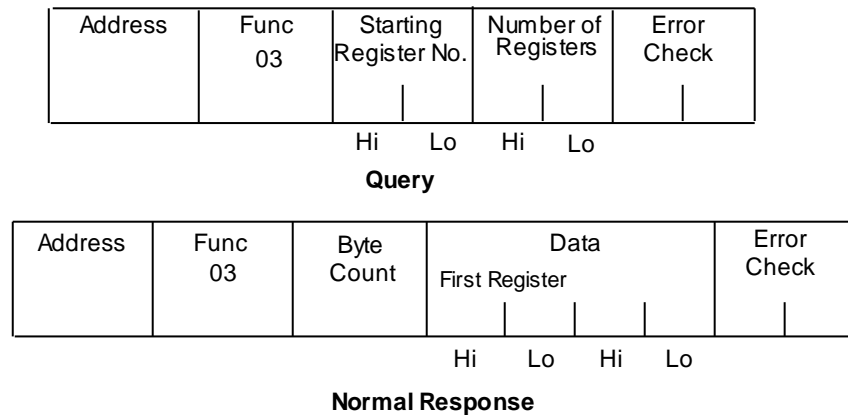 Address Func Starting Number of Error
03 Register No. Registers Check
Hi Lo Hi Lo
Query
Address Func Byte Data Error
03 Count First Register Check
Hi Lo Hi Lo
Normal Response